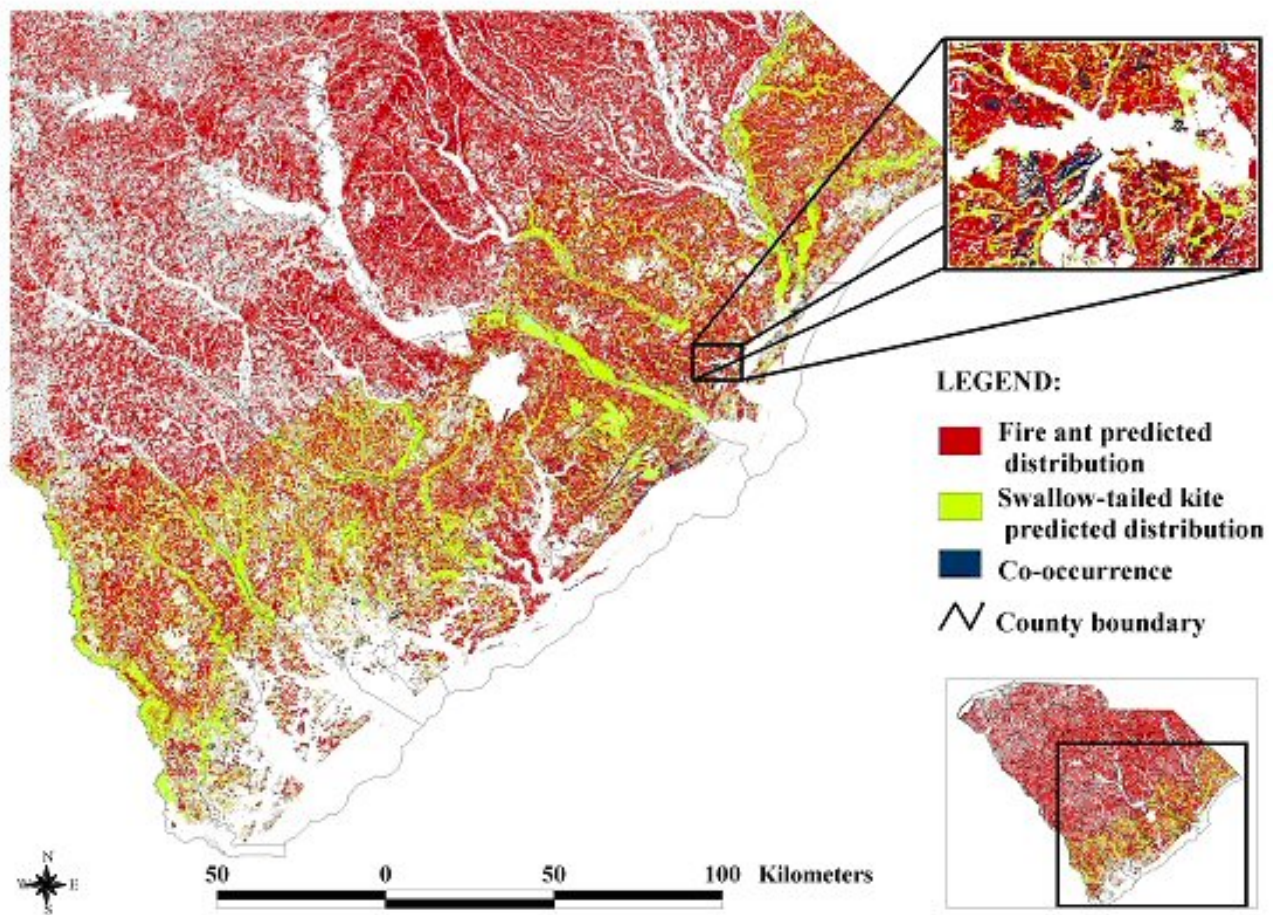 LEGEND:
Fire ant predicted
distribution
Swallow-tailed kite
predicted distribution
Co-occurrence
County boundary
N
W E
S
50 0 50 100 Kilometers